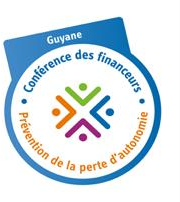 Guyane
Conférence des financeurs
Prévention de la perte d'autonomie